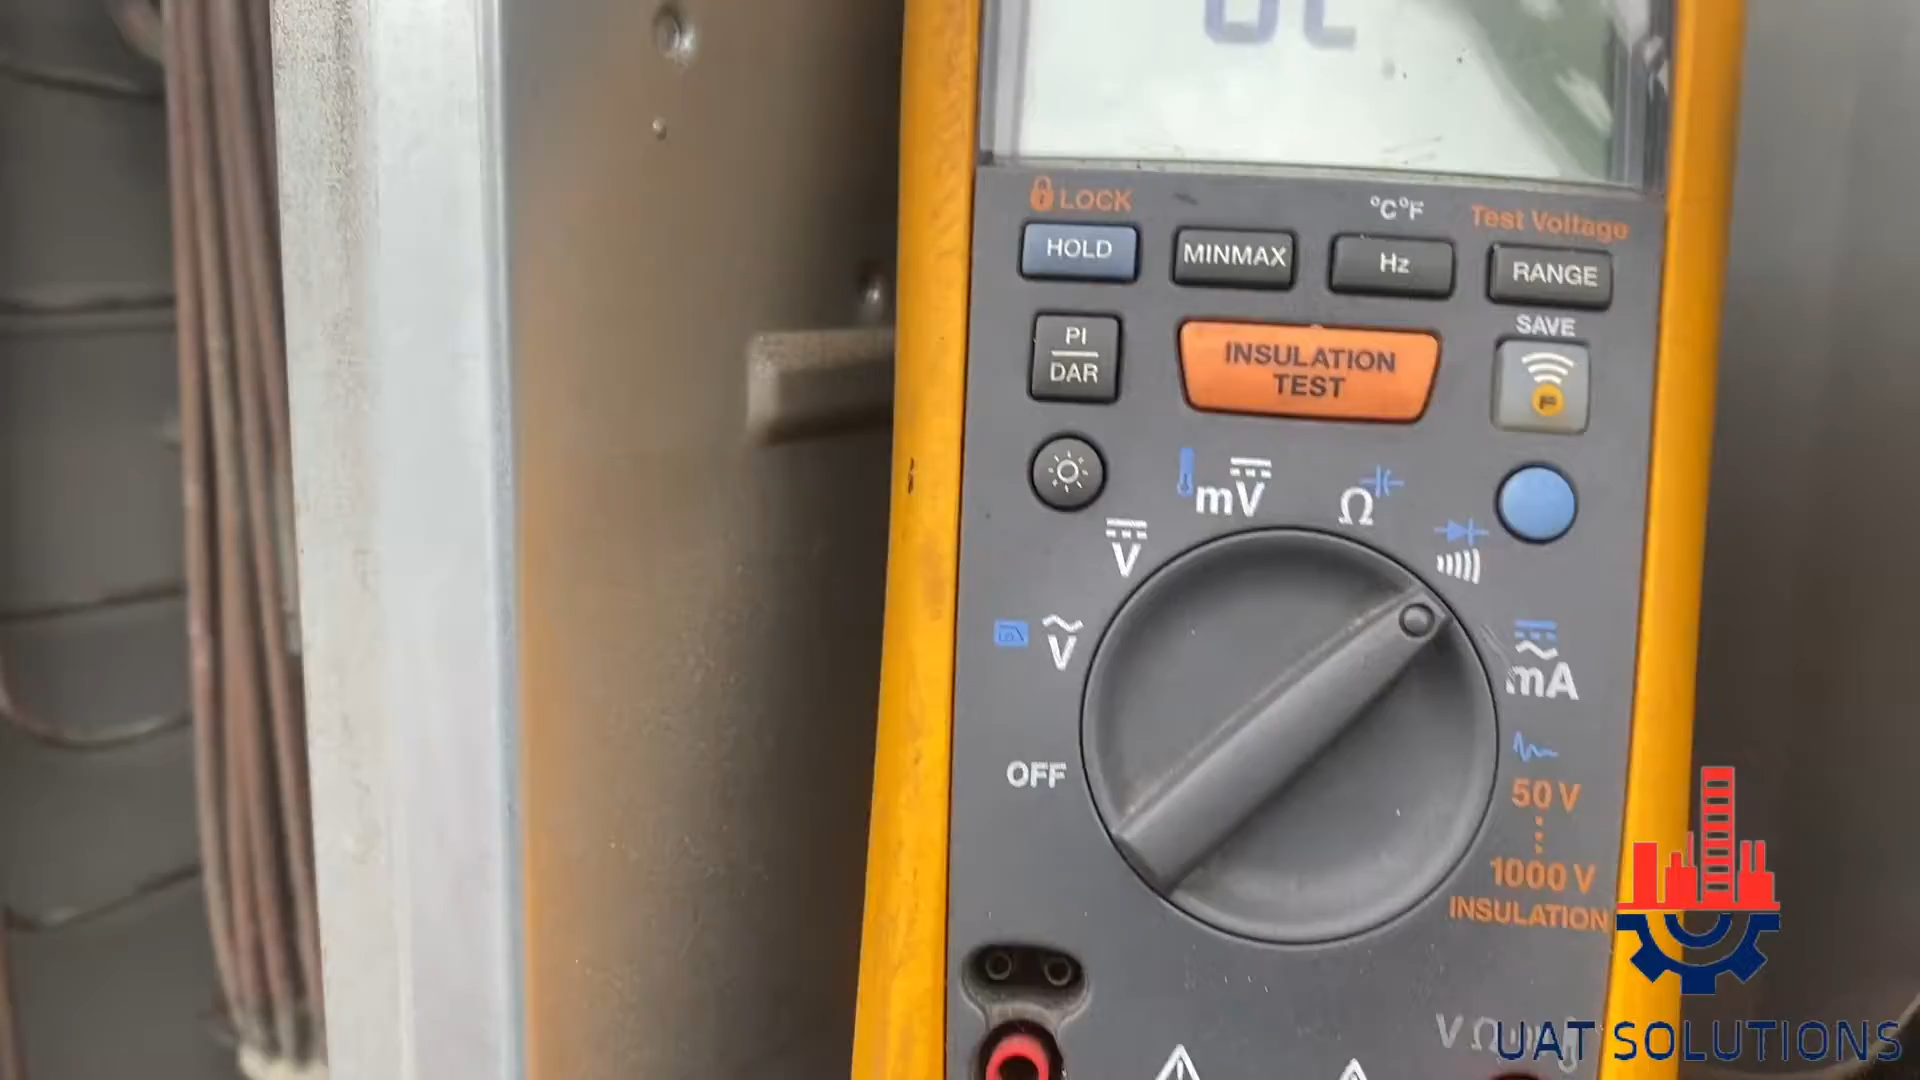 LOCK
°C°F
Test Voltage
HOLD
MINMAX
Hz
RANGE
SAVE
PI
DAR
INSULATION
TEST
F
mV
Ω
V
V
mA
OFF
50 V
1000 V
INSULATION
V Ω
UAT SOLUTIONS